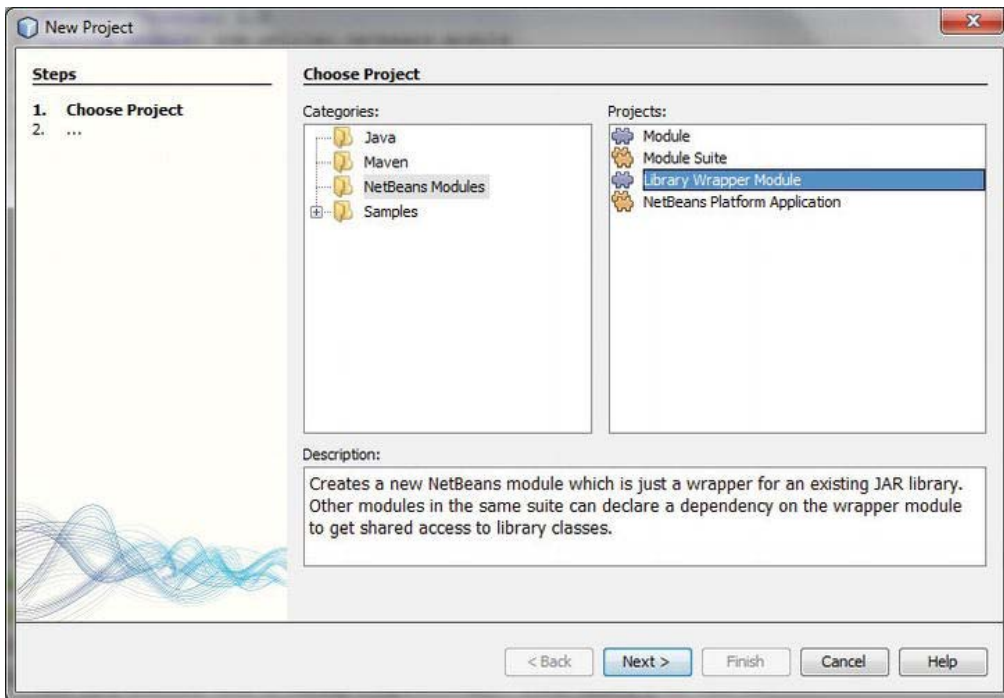 New Project
Steps
1. Choose Project
2. ...
Choose Project
Categories:
Java
Maven
NetBeans Modules
Samples
Projects:
Module
Module Suite
Library Wrapper Module
NetBeans Platform Application
Description:
Creates a new NetBeans module which is just a wrapper for an existing JAR library.
Other modules in the same suite can declare a dependency on the wrapper module
to get shared access to library classes.
< Back
Next >
Finish
Cancel
Help